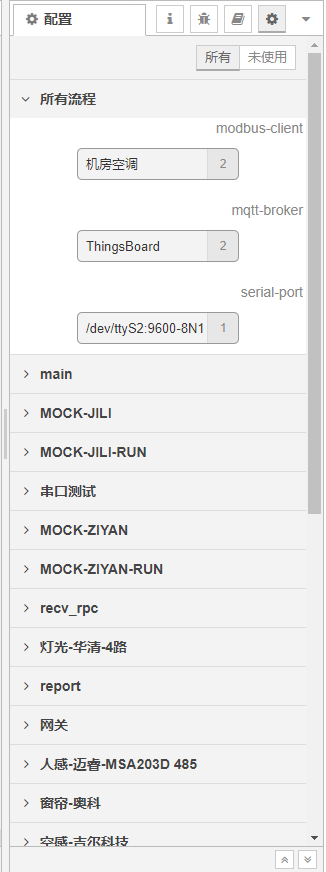 配置
所有 未使用
所有流程
modbus-client
机房空调 2
mqtt-broker
ThingsBoard 2
serial-port
/dev/ttyS2:9600-8N1 1
main
MOCK-JILI
MOCK-JILI-RUN
串口测试
MOCK-ZIYAN
MOCK-ZIYAN-RUN
recv_rpc
灯光-华清-4路
report
网关
人感-迈睿-MSA203D 485
窗帘-奥科
空感-吉尔科技